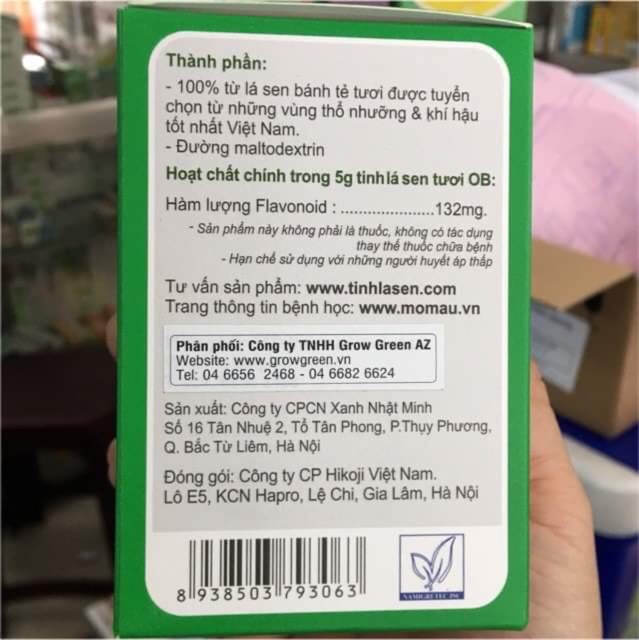 Thành phần:
- 100% từ lá sen bánh tẻ tươi được tuyển
chọn từ những vùng thổ nhưỡng & khí hậu
tốt nhất Việt Nam.
- Đường maltodextrin
Hoạt chất chính trong 5g tinh lá sen tươi OB:
Hàm lượng Flavonoid : ......................132mg.
- Sản phẩm này không phải là thuốc, không có tác dụng
thay thế thuốc chữa bệnh
- Hạn chế sử dụng với những người huyết áp thấp
Tư vấn sản phẩm: www.tinhlasen.com
Trang thông tin bệnh học: www.momau.vn
Phân phối: Công ty TNHH Grow Green AZ
Website: www.growgreen.vn
Tel: 04 6656 2468 - 04 6682 6624
Sản xuất: Công ty CPCN Xanh Nhật Minh
Số 16 Tân Nhuệ 2, Tổ Tân Phong, P.Thụy Phương,
Q. Bắc Từ Liêm, Hà Nội
Đóng gói: Công ty CP Hikoji Việt Nam.
Lô E5, KCN Hapro, Lệ Chi, Gia Lâm, Hà Nội
8 938503 793063
NAMIGRI TEC JSC